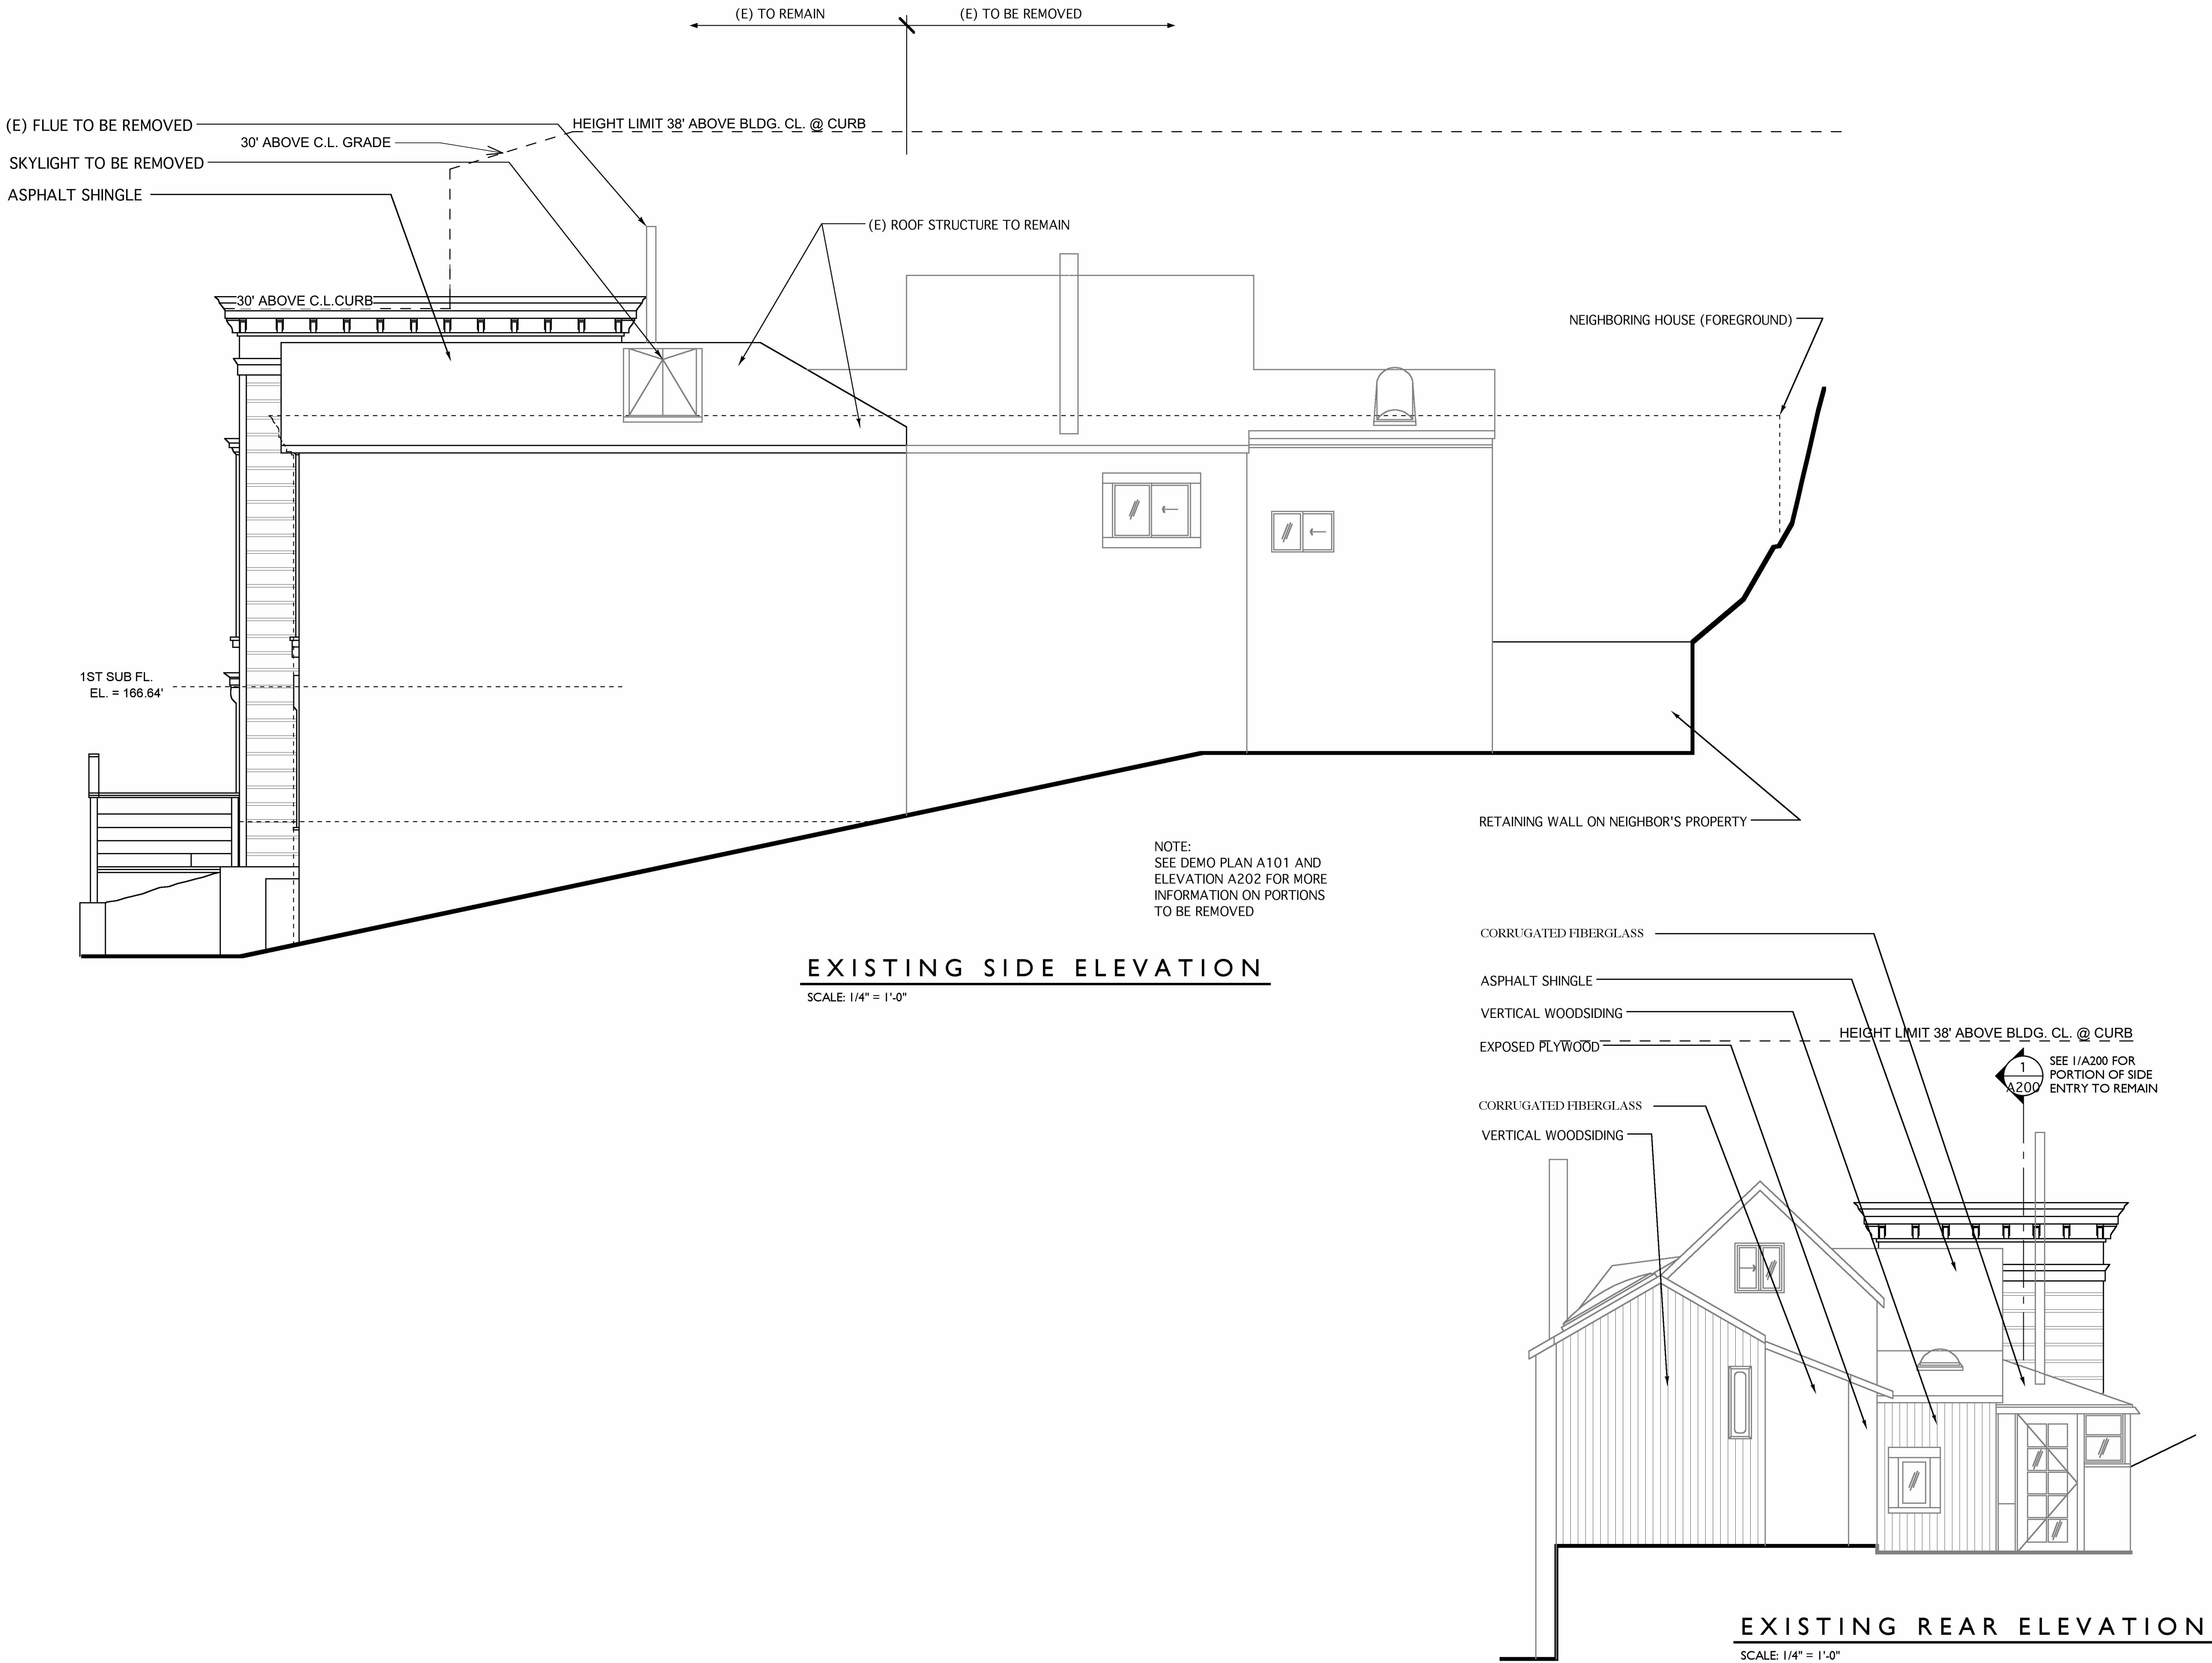 (E) TO REMAIN
(E) TO BE REMOVED
(E) FLUE TO BE REMOVED
HEIGHT LIMIT 38' ABOVE BLDG. CL. @ CURB
30' ABOVE C.L. GRADE
SKYLIGHT TO BE REMOVED
ASPHALT SHINGLE
(E) ROOF STRUCTURE TO REMAIN
30' ABOVE C.L.CURB
NEIGHBORING HOUSE (FOREGROUND)
1ST SUB FL.
EL. = 166.64'
RETAINING WALL ON NEIGHBOR'S PROPERTY
NOTE:
SEE DEMO PLAN A101 AND
ELEVATION A202 FOR MORE
INFORMATION ON PORTIONS
TO BE REMOVED
EXISTING SIDE ELEVATION
SCALE: 1/4" = 1'-0"
CORRUGATED FIBERGLASS
ASPHALT SHINGLE
VERTICAL WOODSIDING
HEIGHT LIMIT 38' ABOVE BLDG. CL. @ CURB
EXPOSED PLYWOOD
1
A200
SEE 1/A200 FOR
PORTION OF SIDE
ENTRY TO REMAIN
CORRUGATED FIBERGLASS
VERTICAL WOODSIDING
EXISTING REAR ELEVATION
SCALE: 1/4" = 1'-0"